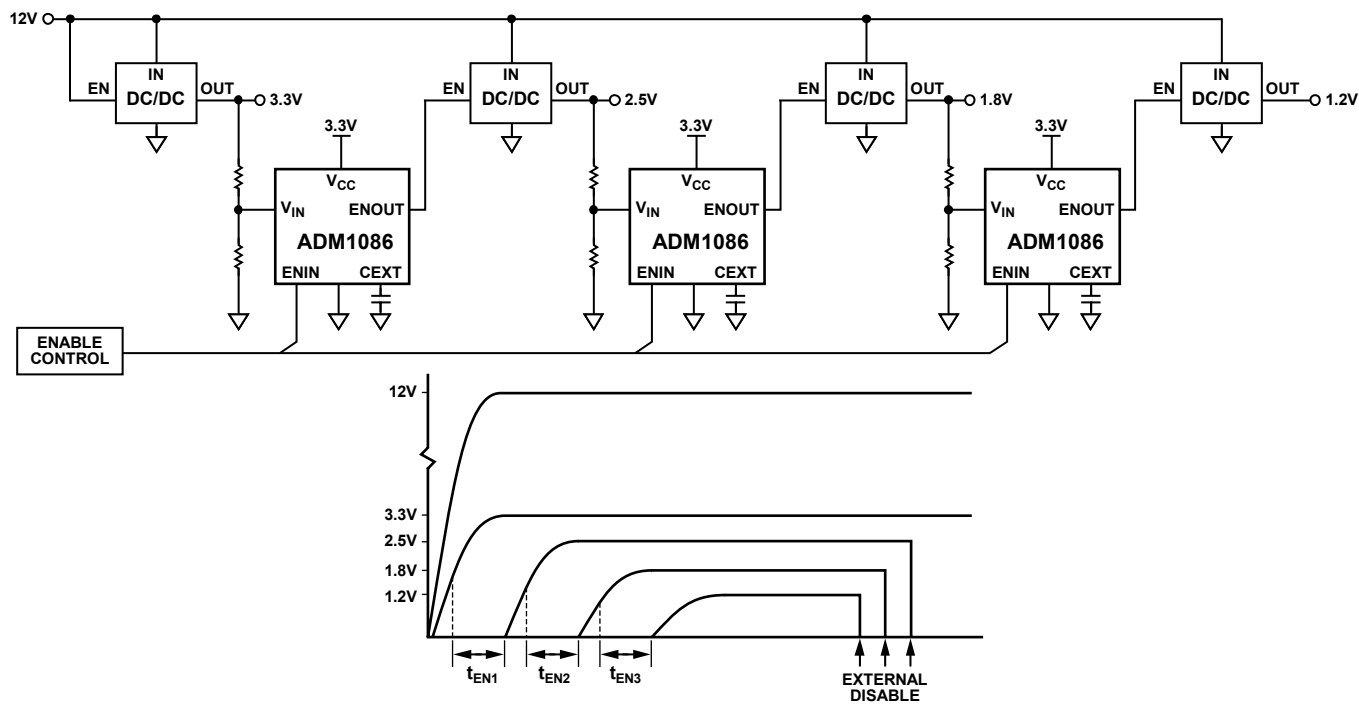 12V
IN
EN DC/DC OUT 3.3V
IN
EN DC/DC OUT 2.5V
IN
EN DC/DC OUT 1.8V
IN
EN DC/DC OUT 1.2V
3.3V
VCC
VIN ENOUT
ADM1086
ENIN CEXT
3.3V
VCC
VIN ENOUT
ADM1086
ENIN CEXT
3.3V
VCC
VIN ENOUT
ADM1086
ENIN CEXT
ENABLE
CONTROL
12V
3.3V
2.5V
1.8V
1.2V
tEN1 tEN2 tEN3
EXTERNAL
DISABLE